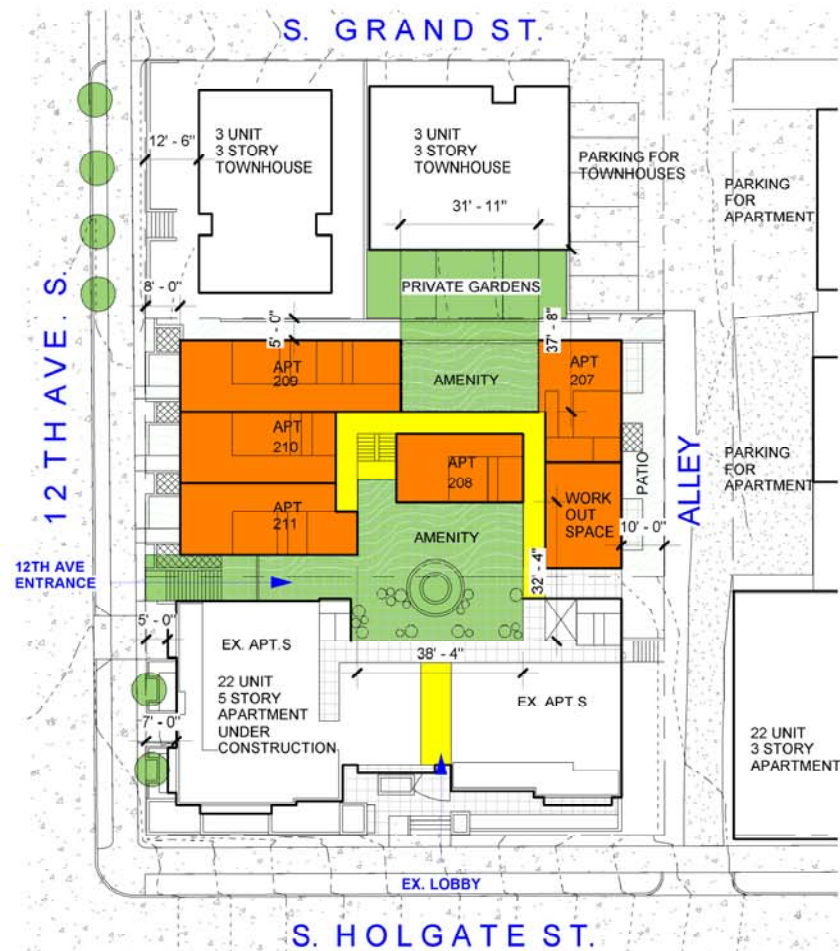 S. GRAND ST.
12' - 6"
3 UNIT
3 STORY
TOWNHOUSE
3 UNIT
3 STORY
TOWNHOUSE
PARKING FOR
TOWNHOUSES
PARKING
FOR
APARTMENT
31' - 11"
8' - 0"
PRIVATE GARDENS
5' - 0"
37' - 8"
12 TH AVE. S.
APT
209
AMENITY
APT
207
APT
210
APT
208
PATIO
ALLEY
PARKING
FOR
APARTMENT
APT
211
WORK
OUT
SPACE
AMENITY
10' - 0"
12TH AVE
ENTRANCE
32' - 4"
5' - 0"
EX. APT.S
38' - 4"
22 UNIT
5 STORY
APARTMENT
UNDER
CONSTRUCTION
EX. APT.S
7' - 0"
22 UNIT
3 STORY
APARTMENT
EX. LOBBY
S. HOLGATE ST.